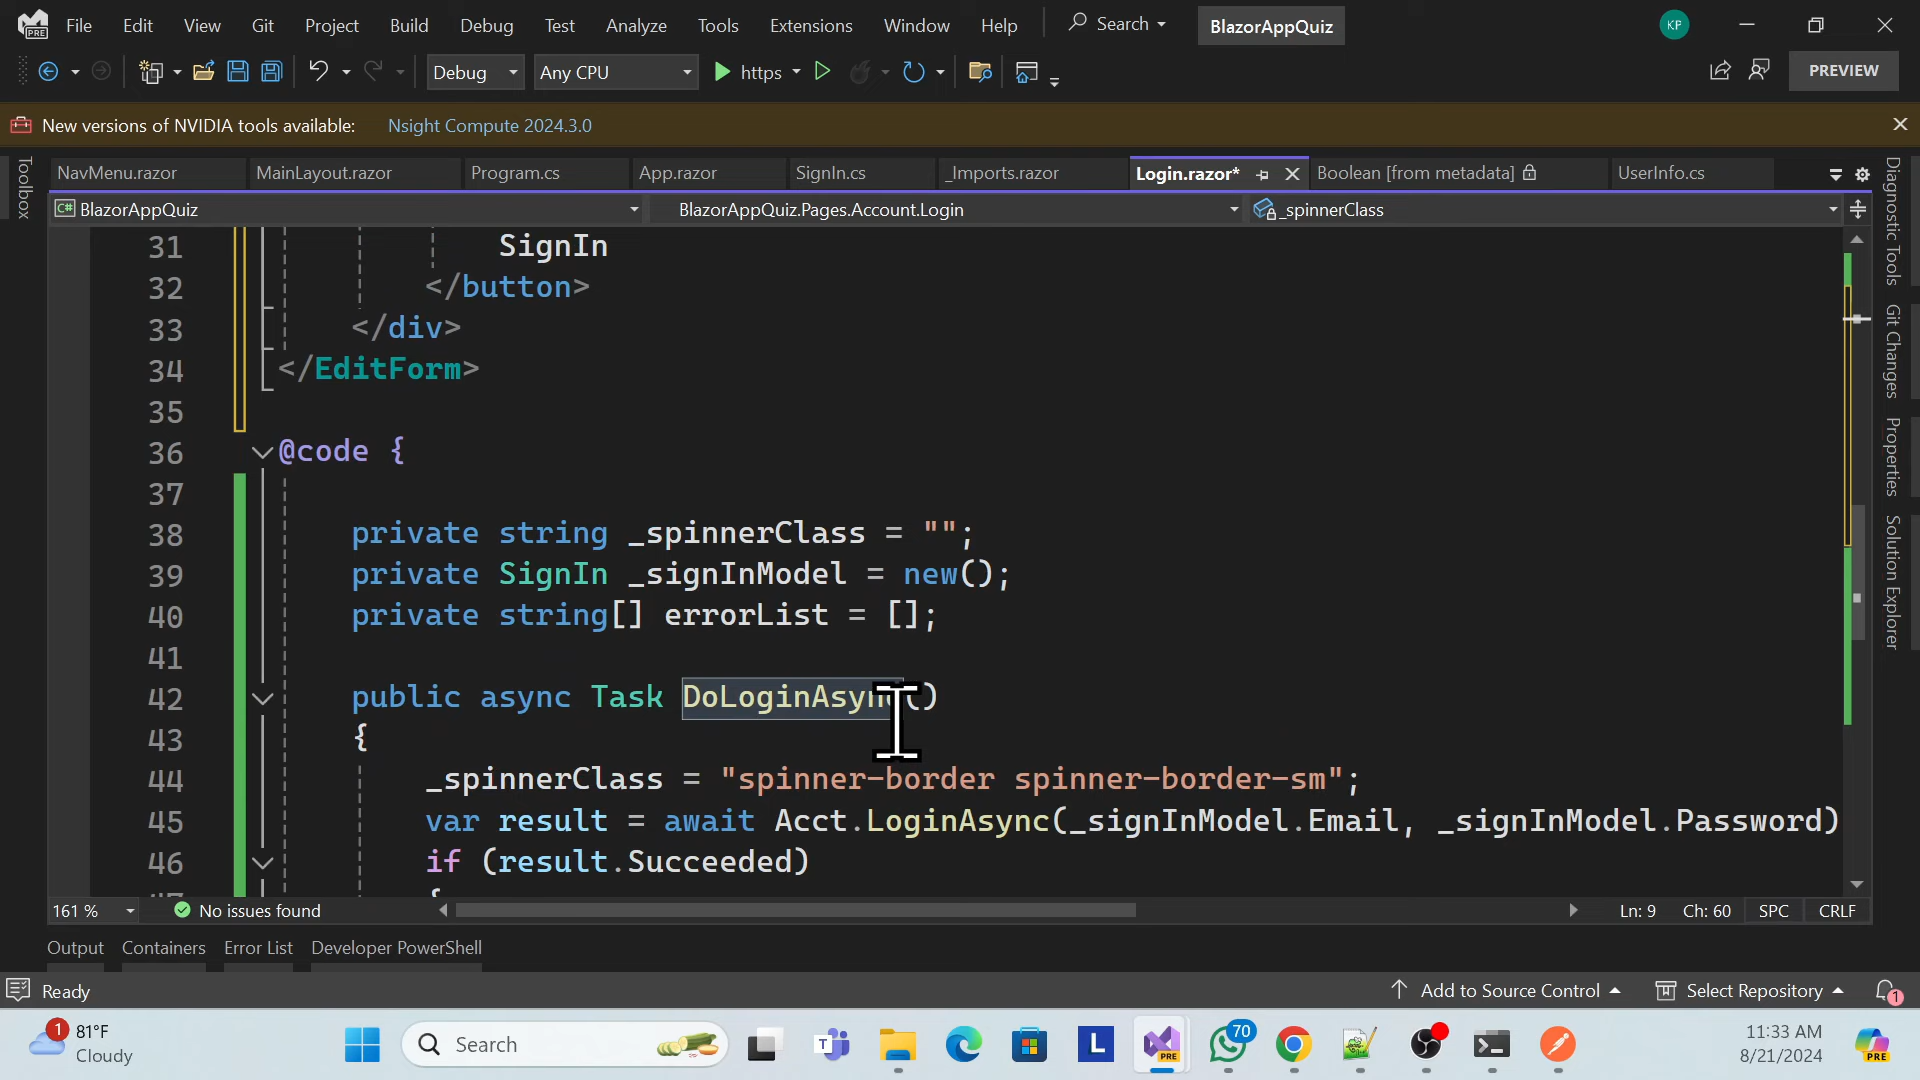 File Edit View Git Project Build Debug Test Analyze Tools Extensions Window Help Search BlazorAppQuiz KP
PRE
Debug Any CPU https PREVIEW
New versions of NVIDIA tools available: Nsight Compute 2024.3.0
NavMenu.razor MainLayout.razor Program.cs App.razor SignIn.cs _Imports.razor Login.razor* Boolean [from metadata] UserInfo.cs
C# BlazorAppQuiz BlazorAppQuiz.Pages.Account.Login _spinnerClass
Toolbox
Diagnostic Tools
Git Changes
Properties
Solution Explorer
31 SignIn
32 </button>
33 </div>
34 </EditForm>
35
36 @code {
37
38 private string _spinnerClass = "";
39 private SignIn _signInModel = new();
40 private string[] errorList = [];
41
42 public async Task DoLoginAsync()
43 {
44 _spinnerClass = "spinner-border spinner-border-sm";
45 var result = await Acct.LoginAsync(_signInModel.Email, _signInModel.Password)
46 if (result.Succeeded)
47 {
161 % No issues found Ln: 9 Ch: 60 SPC CRLF
Output Containers Error List Developer PowerShell
Ready Add to Source Control Select Repository 1
1 81°F
Cloudy
Search
L
PRE
70
PRE
11:33 AM
8/21/2024